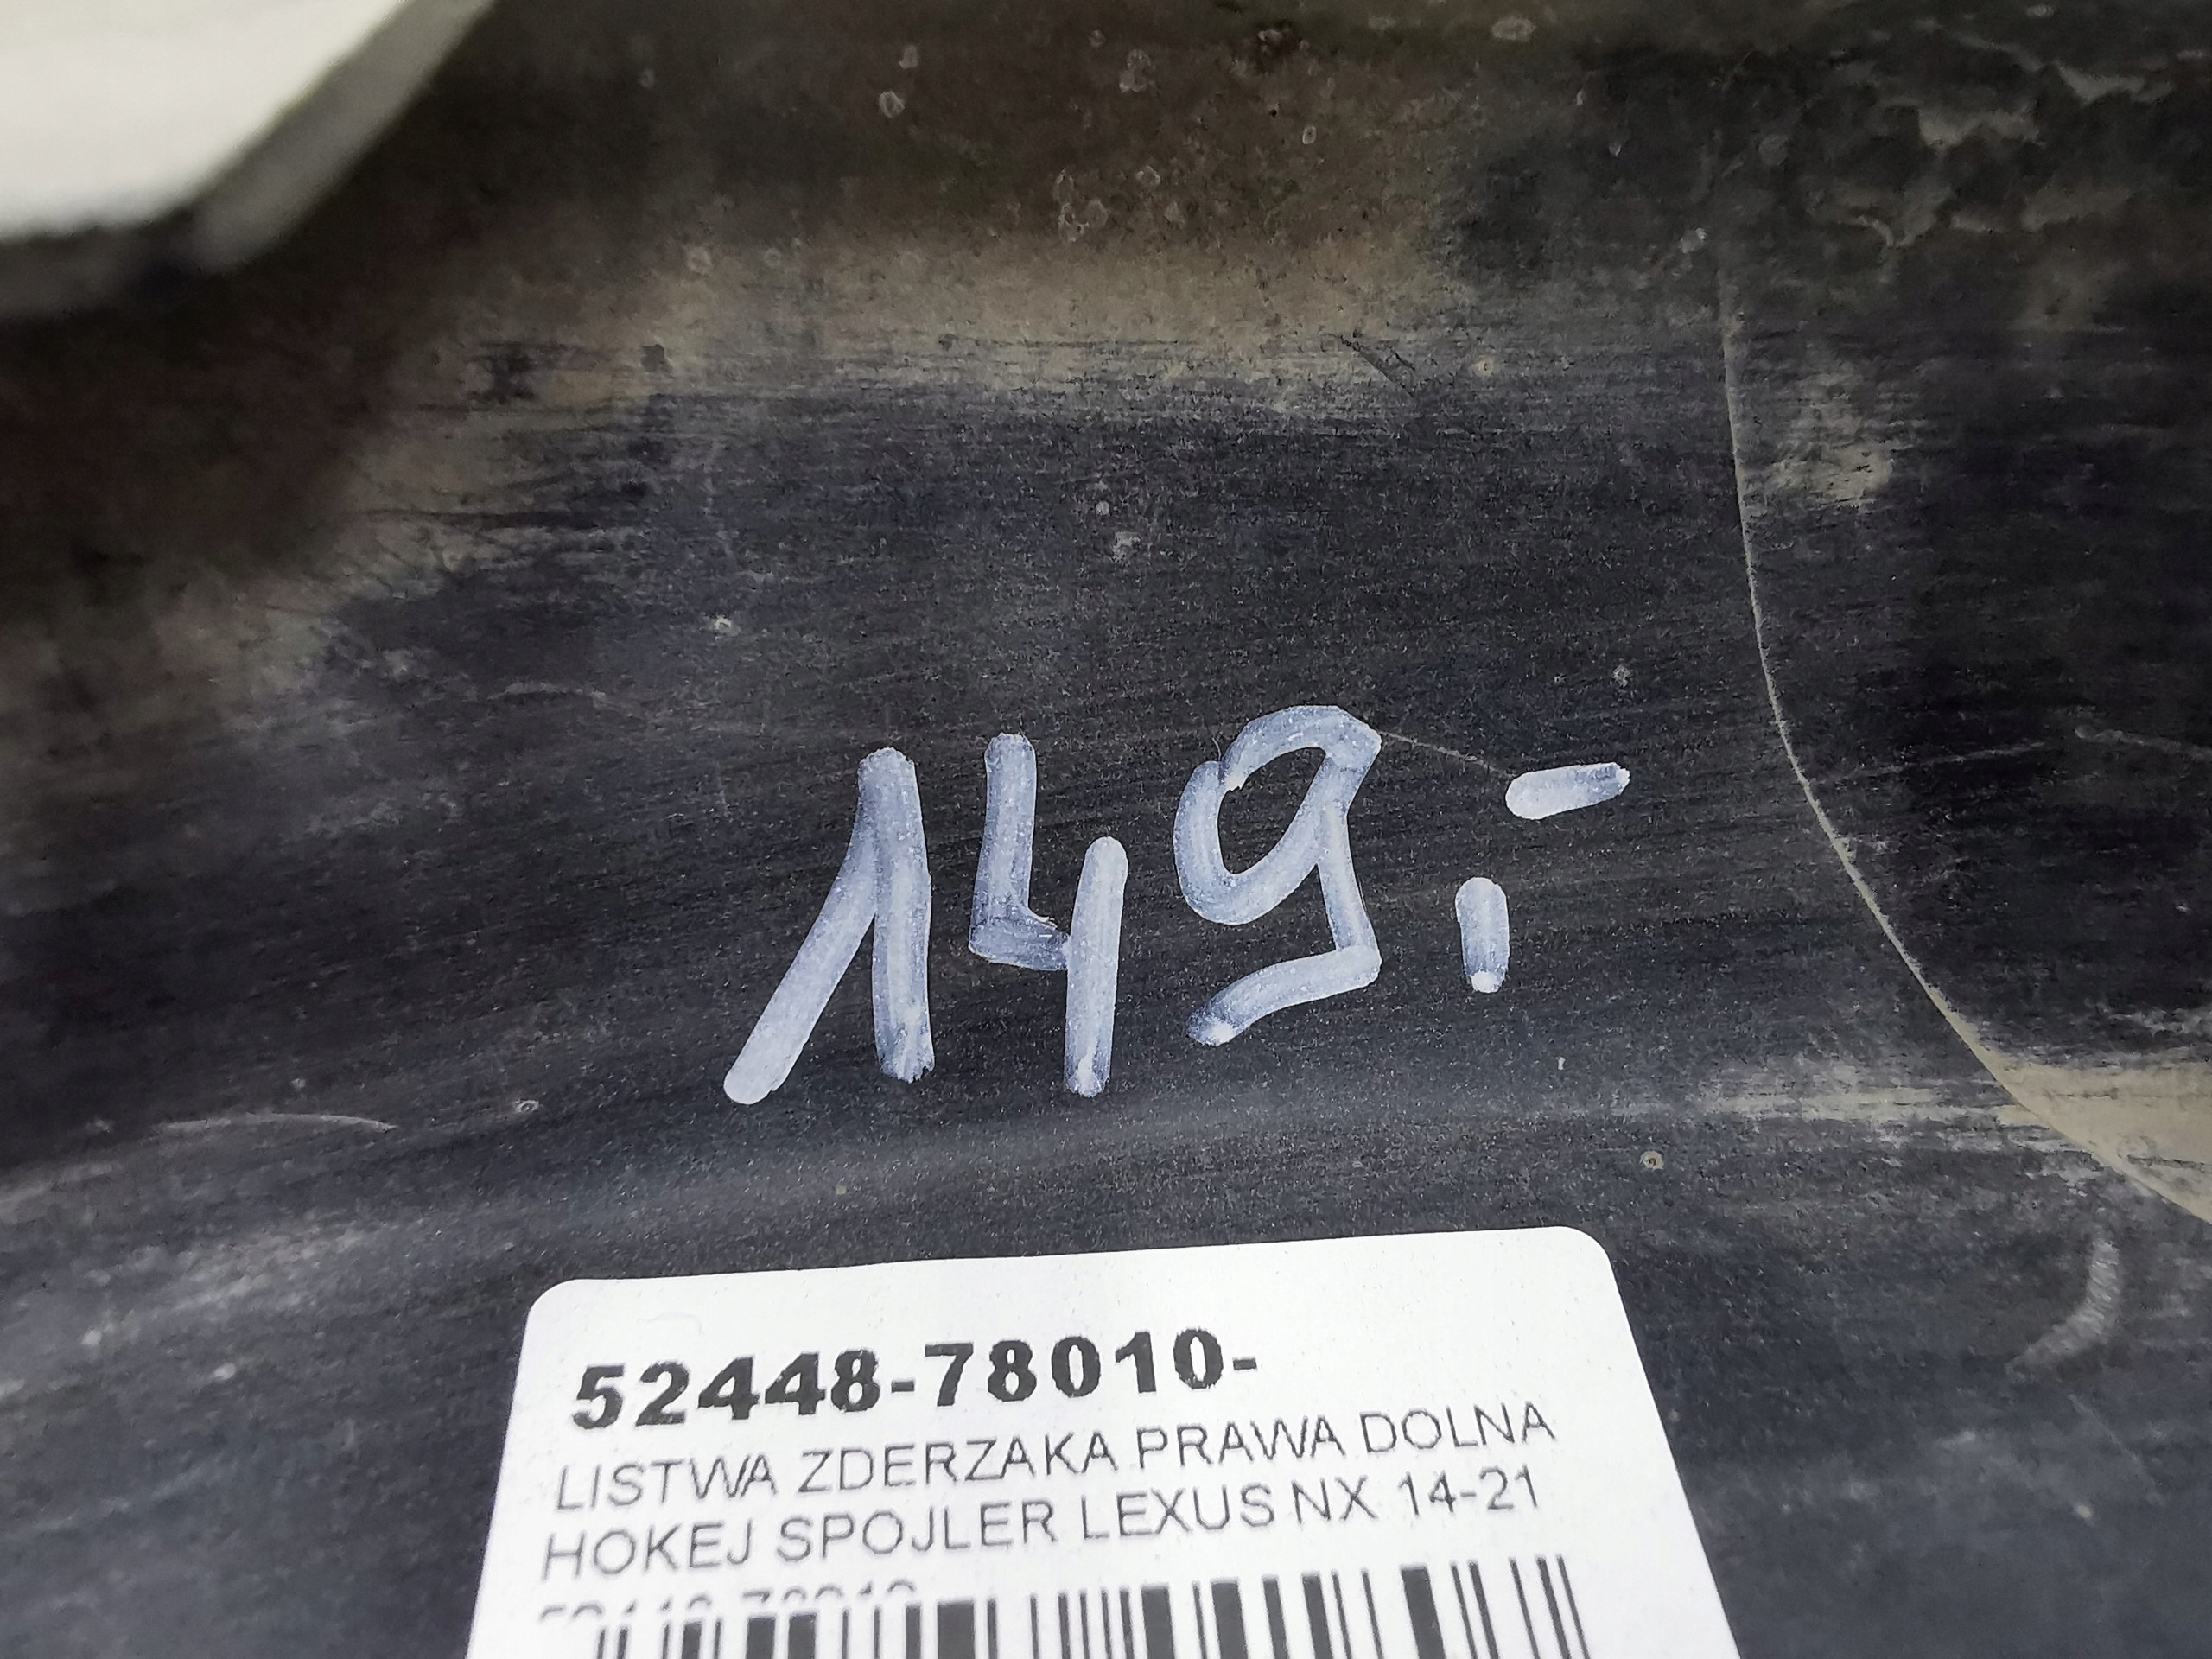 149,-
52448-78010-
LISTWA ZDERZAKA PRAWA DOLNA
HOKEJ SPOJLER LEXUS NX 14-21